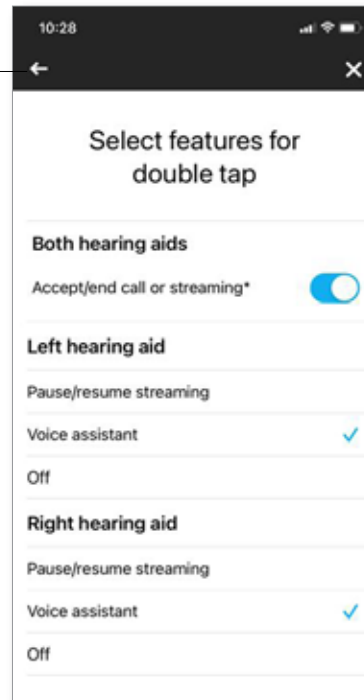 10:28
Select features for
double tap
Both hearing aids
Accept/end call or streaming*
Left hearing aid
Pause/resume streaming
Voice assistant
Off
Right hearing aid
Pause/resume streaming
Voice assistant
Off